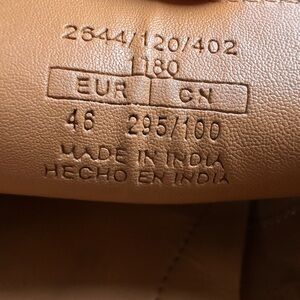 2644/120/402
1180
EUR CN
46 295/100
MADE IN INDIA
HECHO EN INDIA